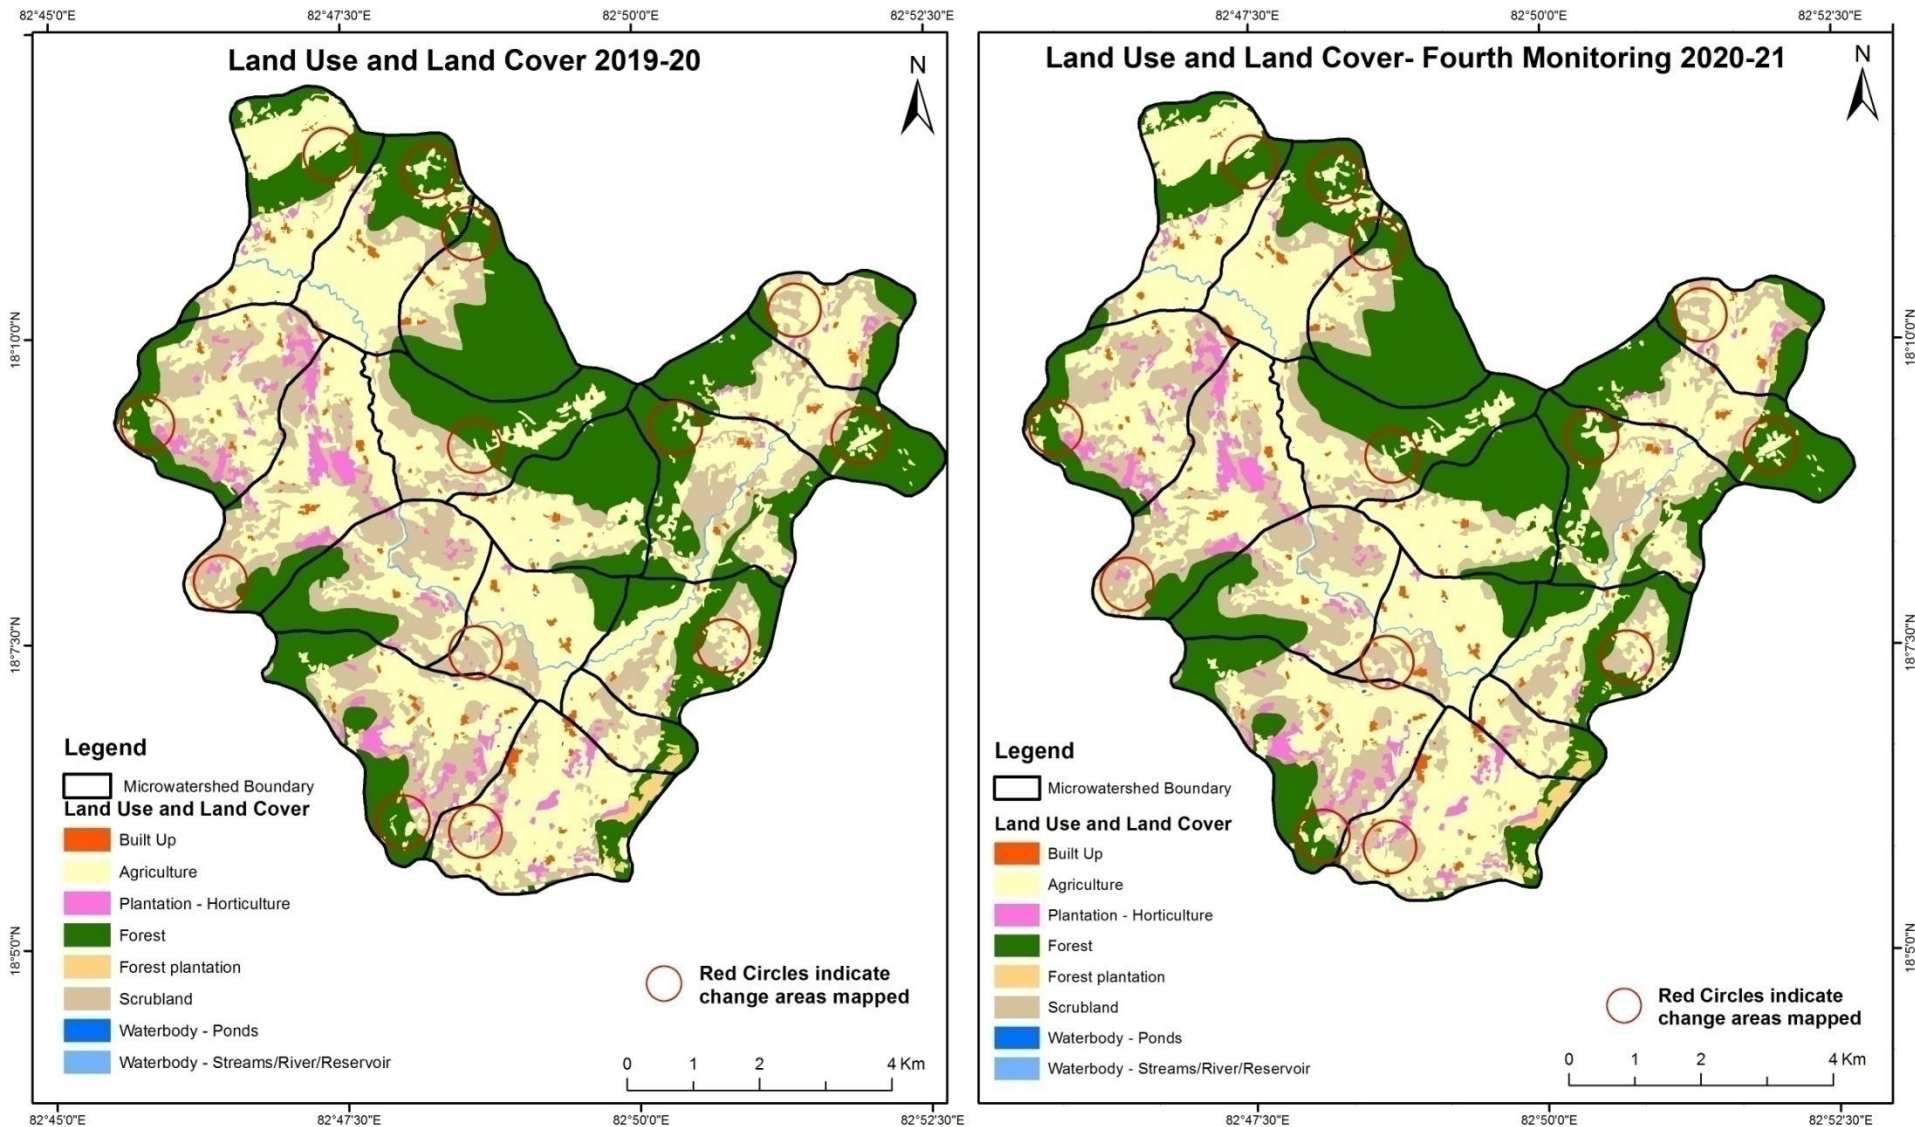 82°45'0"E 82°47'30"E 82°50'0"E 82°52'30"E
Land Use and Land Cover 2019-20
N
18°10'0"N
18°7'30"N
18°5'0"N
Legend
Microwatershed Boundary
Land Use and Land Cover
Built Up
Agriculture
Plantation - Horticulture
Forest
Forest plantation
Scrubland
Waterbody - Ponds
Waterbody - Streams/River/Reservoir
Red Circles indicate
change areas mapped
0 1 2 4 Km
82°45'0"E 82°47'30"E 82°50'0"E 82°52'30"E
82°47'30"E 82°50'0"E 82°52'30"E
Land Use and Land Cover- Fourth Monitoring 2020-21
N
18°10'0"N
18°7'30"N
18°5'0"N
Legend
Microwatershed Boundary
Land Use and Land Cover
Built Up
Agriculture
Plantation - Horticulture
Forest
Forest plantation
Scrubland
Waterbody - Ponds
Waterbody - Streams/River/Reservoir
Red Circles indicate
change areas mapped
0 1 2 4 Km
82°47'30"E 82°50'0"E 82°52'30"E